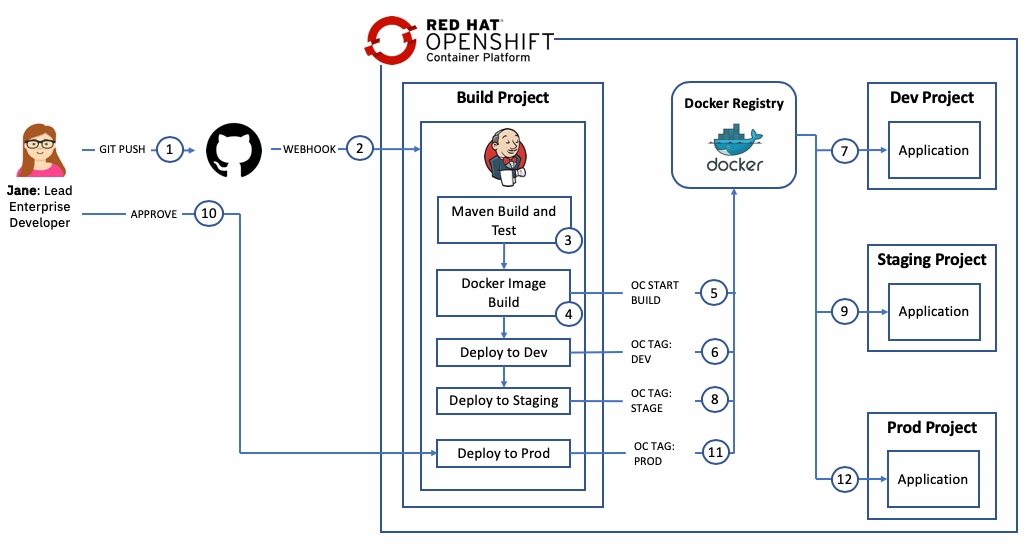 RED HAT®
OPENSHIFT
Container Platform
Build Project
Docker Registry
docker
Dev Project
Application
7
GIT PUSH
1
WEBHOOK
2
Jane: Lead
Enterprise
Developer
APPROVE
10
Maven Build and
Test
3
Docker Image
Build
4
OC START
BUILD
5
Deploy to Dev
OC TAG:
DEV
6
Deploy to Staging
OC TAG:
STAGE
8
Deploy to Prod
OC TAG:
PROD
11
Staging Project
Application
9
Prod Project
Application
12